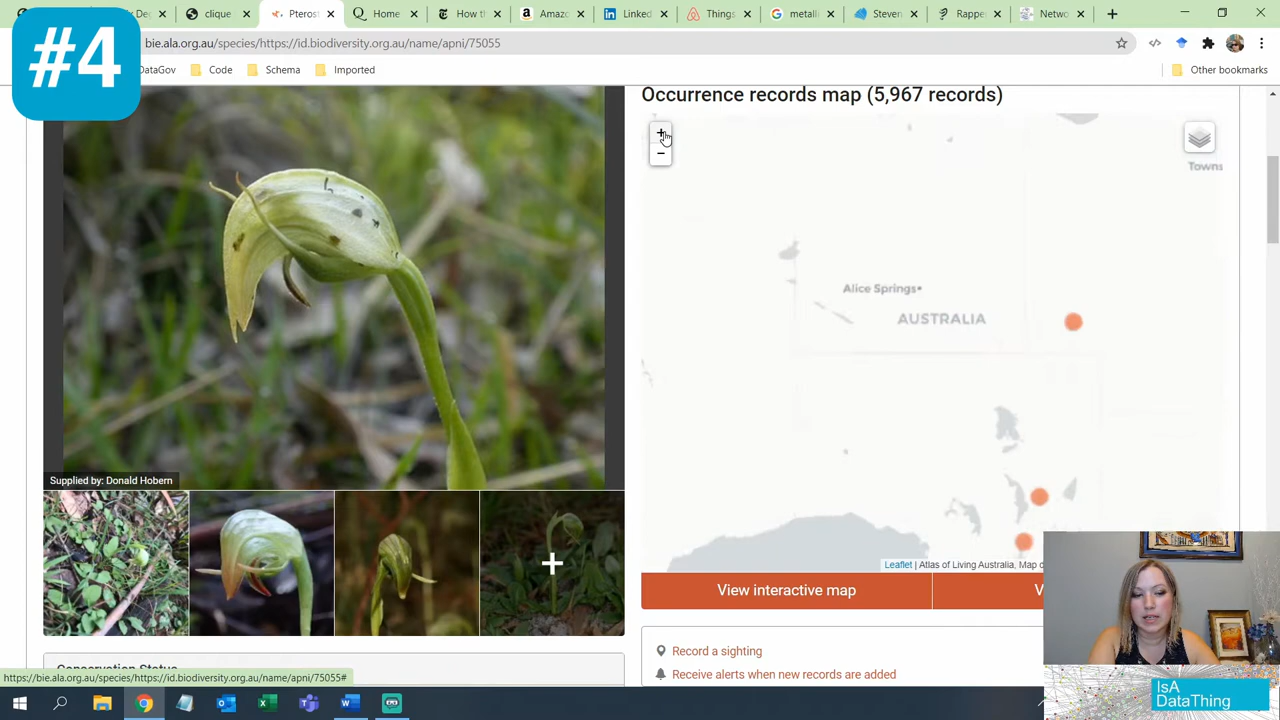 #4
De
clique
Pterost
Home
How th
Amazo
Linked
Things
metalli
Steven
Rappe
Netwo
bie.ala.org.au/species/https://id.biodiversity.org.au/name/apni/75055
DataGov
Code
Schema
Imported
Other bookmarks
Occurrence records map (5,967 records)
+
−
Towns
Alice Springs
AUSTRALIA
Supplied by: Donald Hobern
+
Leaflet | Atlas of Living Australia, Map o
View interactive map
V
Record a sighting
Receive alerts when new records are added
Conservation Status
https://bie.ala.org.au/species/https://id.biodiversity.org.au/name/apni/75055#
IsA
DataThing